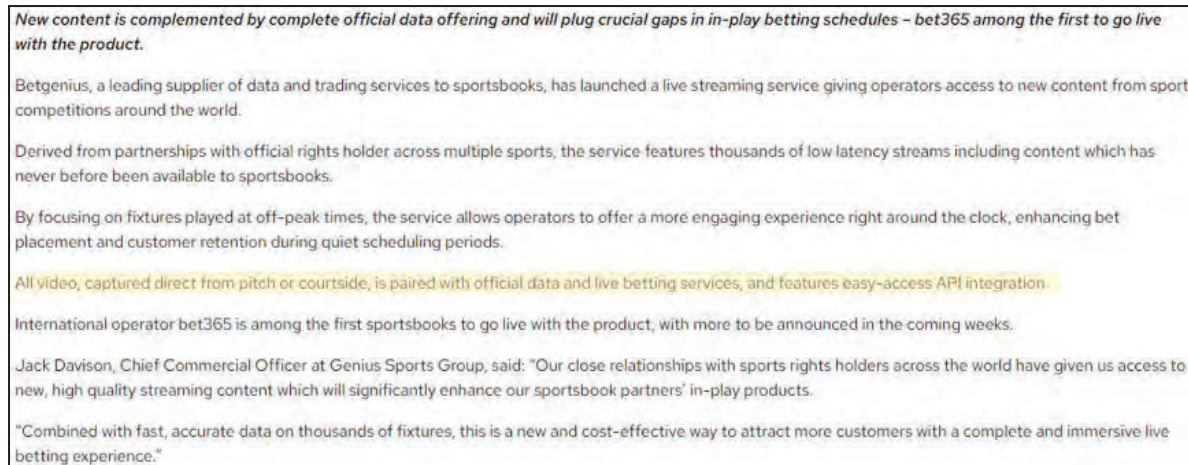 New content is complemented by complete official data offering and will plug crucial gaps in in-play betting schedules – bet365 among the first to go live
with the product.
Betgenius, a leading supplier of data and trading services to sportsbooks, has launched a live streaming service giving operators access to new content from sport
competitions around the world.
Derived from partnerships with official rights holder across multiple sports, the service features thousands of low latency streams including content which has
never before been available to sportsbooks.
By focusing on fixtures played at off-peak times, the service allows operators to offer a more engaging experience right around the clock, enhancing bet
placement and customer retention during quiet scheduling periods.
All video, captured direct from pitch or courtside, is paired with official data and live betting services, and features easy-access API integration.
International operator bet365 is among the first sportsbooks to go live with the product, with more to be announced in the coming weeks.
Jack Davison, Chief Commercial Officer at Genius Sports Group, said: “Our close relationships with sports rights holders across the world have given us access to
new, high quality streaming content which will significantly enhance our sportsbook partners’ in-play products.
“Combined with fast, accurate data on thousands of fixtures, this is a new and cost-effective way to attract more customers with a complete and immersive live
betting experience.”